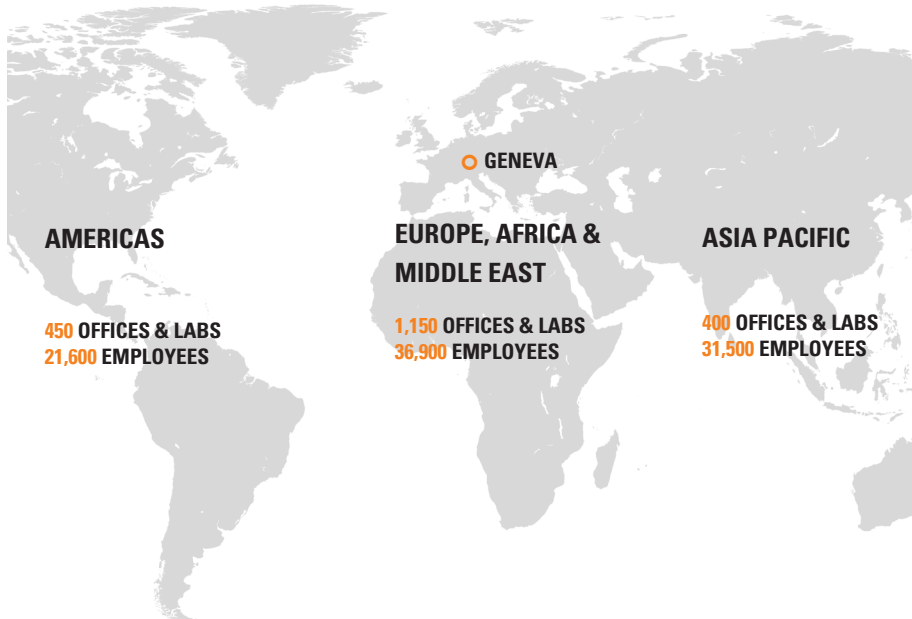 GENEVA
AMERICAS
450 OFFICES & LABS
21,600 EMPLOYEES
EUROPE, AFRICA &
MIDDLE EAST
1,150 OFFICES & LABS
36,900 EMPLOYEES
ASIA PACIFIC
400 OFFICES & LABS
31,500 EMPLOYEES